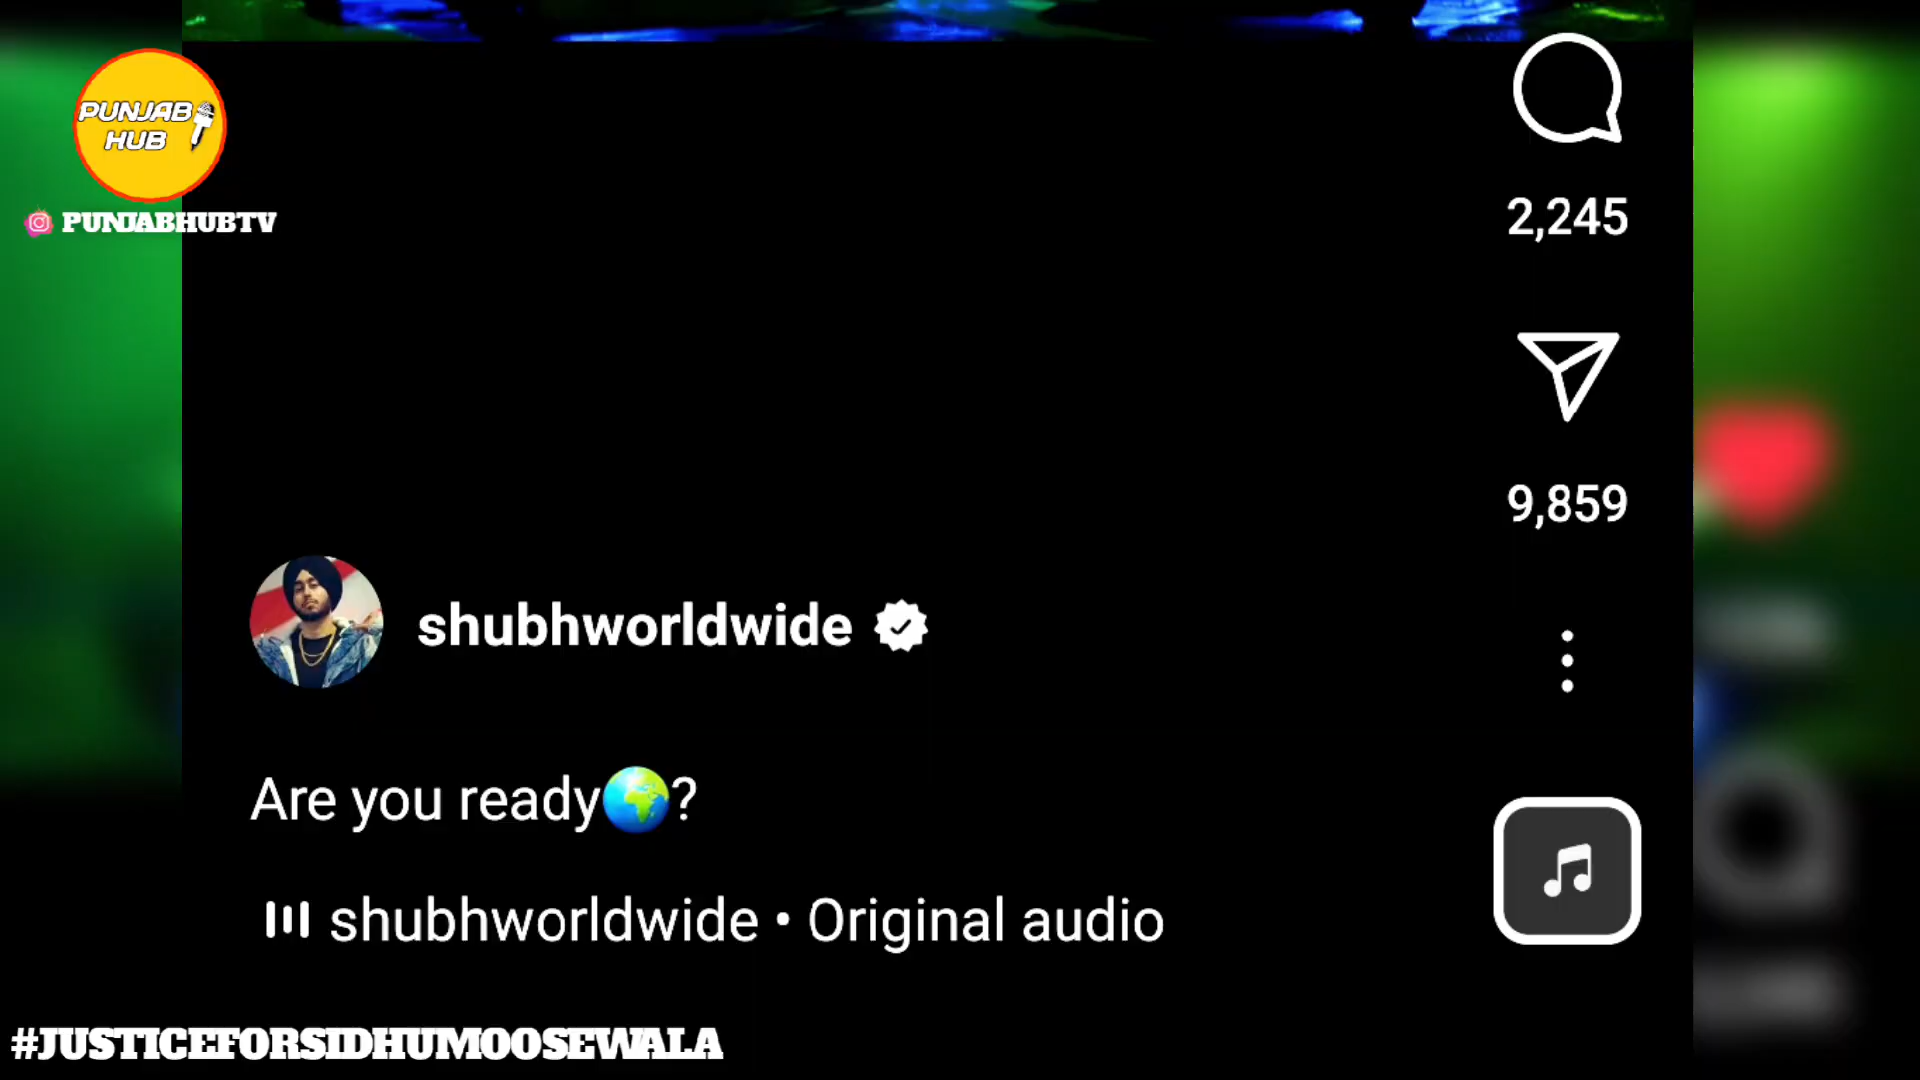 PUNJAB
HUB
PUNJABHUBTV
2,245
9,859
shubhworldwide
Are you ready🌍?
shubhworldwide • Original audio
#JUSTICEFORSIDHUMOOSEWALA